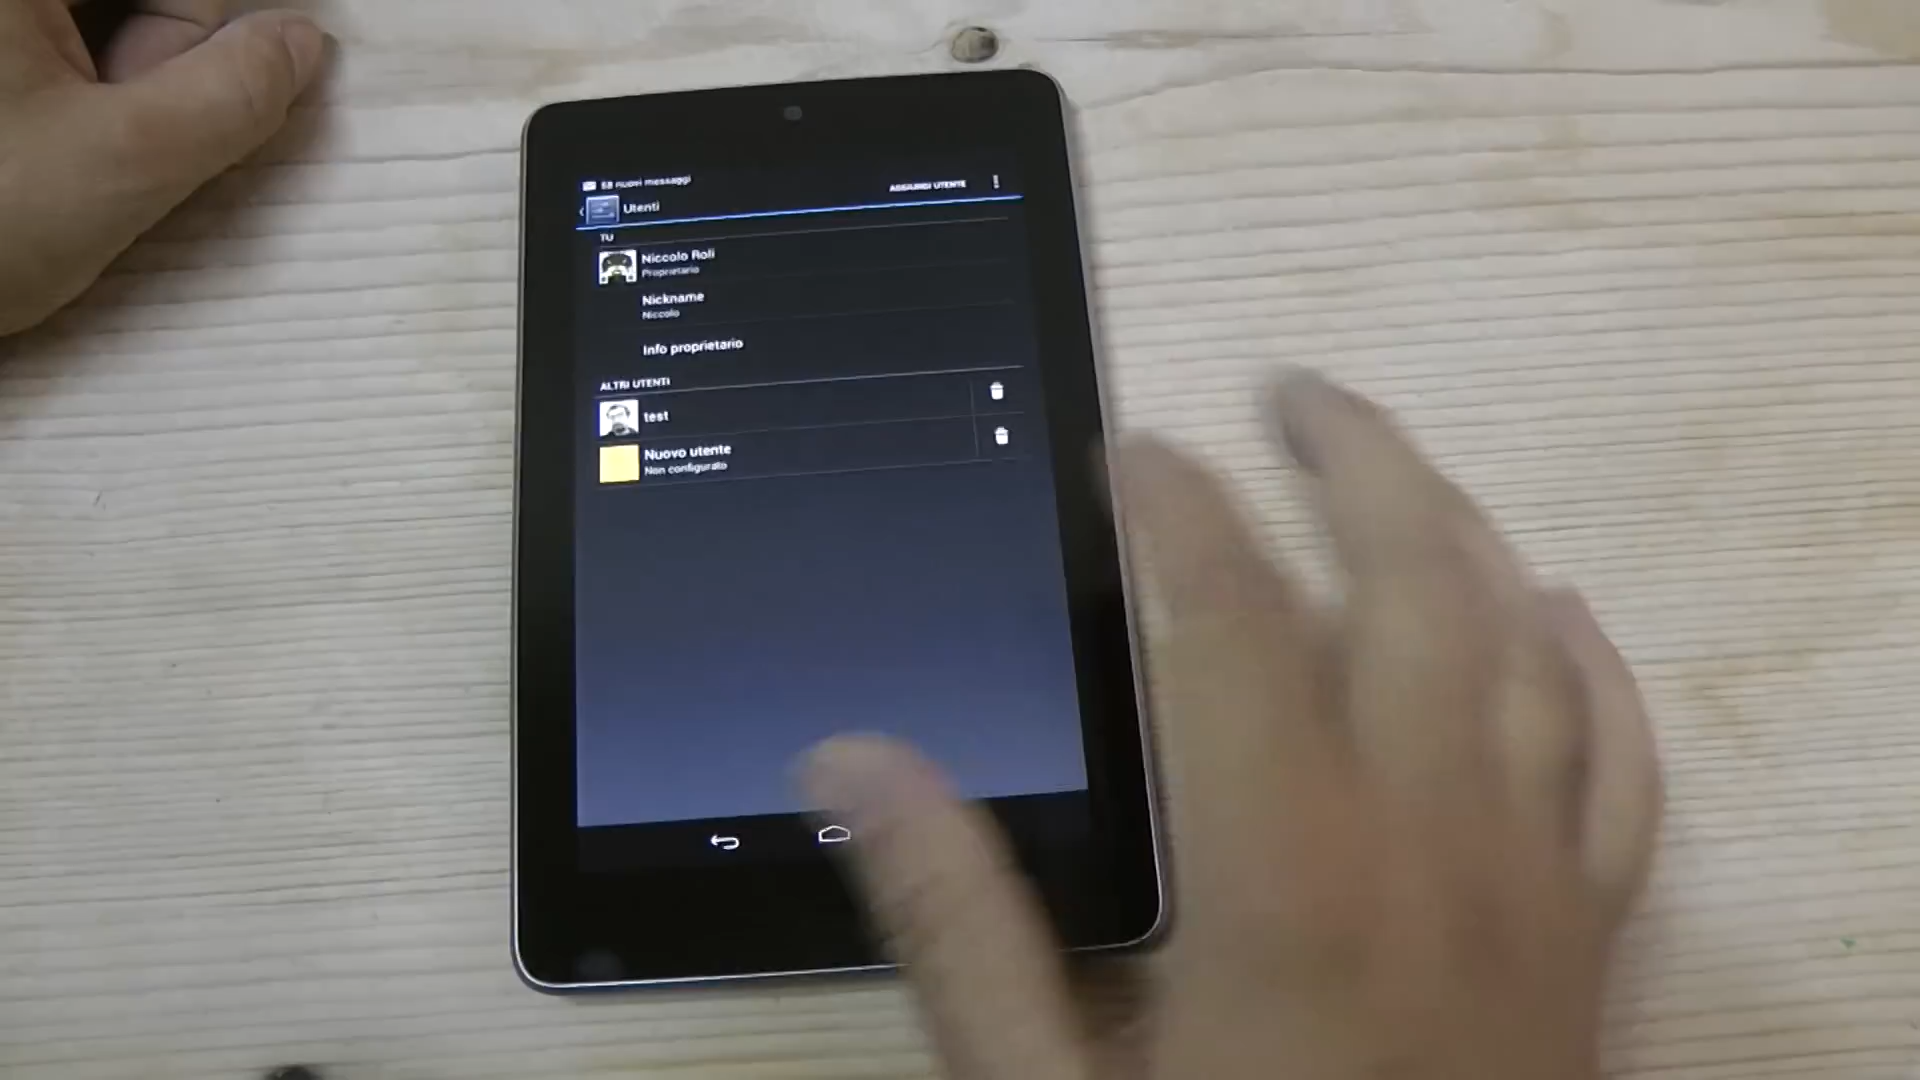 58 nuovi messaggi
AGGIUNGI UTENTE
Utenti
TU
Niccolo Roli
Proprietario
Nickname
Niccolo
Info proprietario
ALTRI UTENTI
test
Nuovo utente
Non configurato